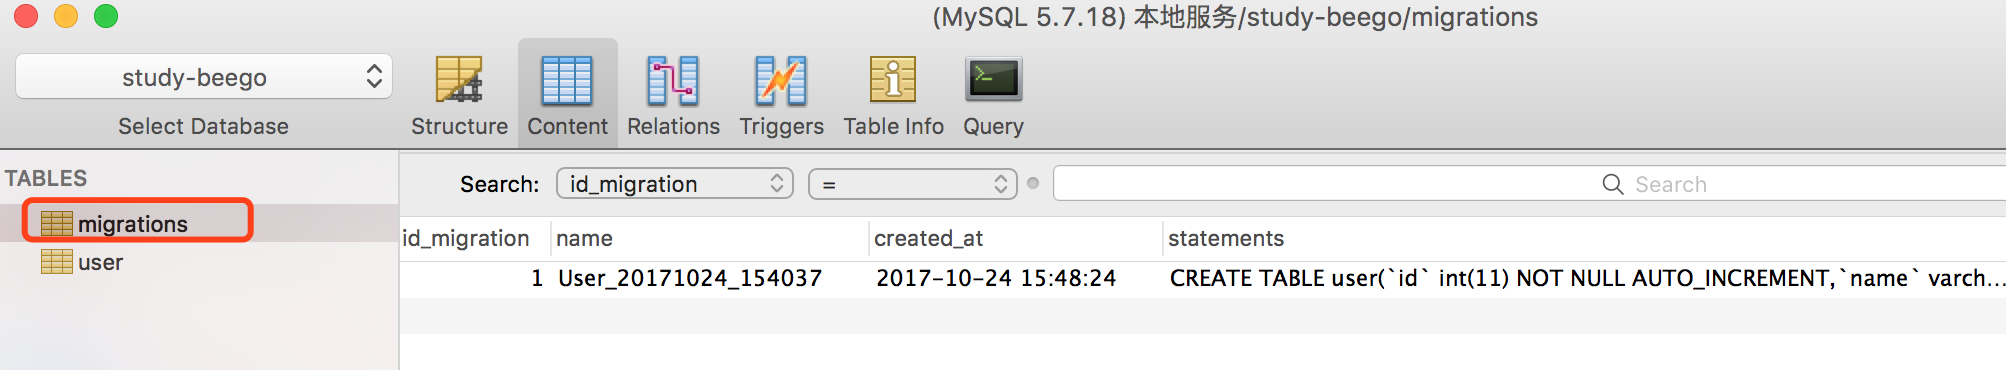 (MySQL 5.7.18) 本地服务/study-beego/migrations
study-beego
Select Database
Structure
Content
Relations
Triggers
Table Info
Query
TABLES
migrations
user
Search: id_migration = Search
id_migration name created_at statements
1 User_20171024_154037 2017-10-24 15:48:24 CREATE TABLE user(`id` int(11) NOT NULL AUTO_INCREMENT,`name` varch...